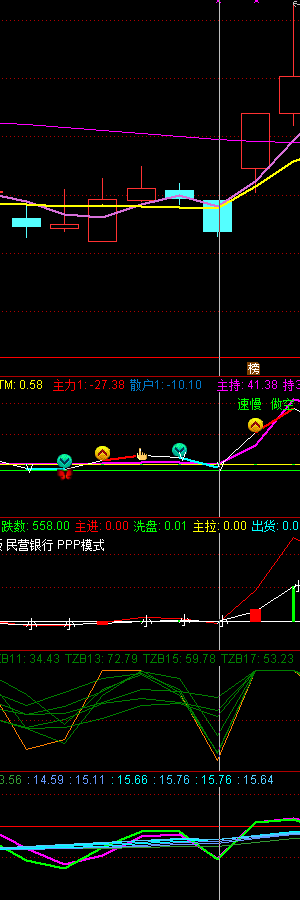 榜
TM: 0.58 主力1: -27.38 散户1: -10.10 主持: 41.38 持3
速慢 做空
跌数: 558.00 主进: 0.00 洗盘: 0.01 主拉: 0.00 出货: 0.0
民营银行 PPP模式
小 小 小 小 小 小
ZB11: 34.43 TZB13: 72.79 TZB15: 59.78 TZB17: 53.23
3.56 : 14.59 : 15.11 : 15.66 : 15.76 : 15.76 : 15.64